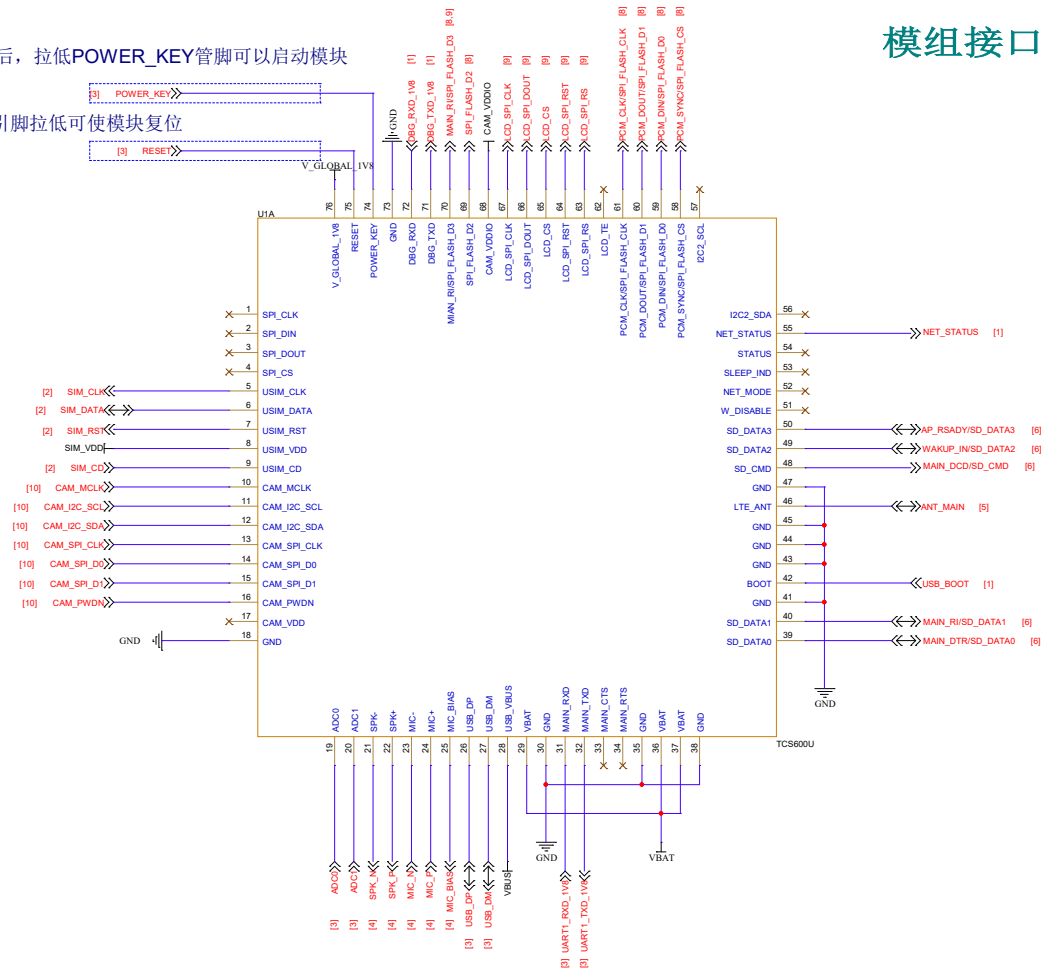 模组接口
后，拉低POWER_KEY管脚可以启动模块
[3] POWER_KEY
引脚拉低可使模块复位
[3] RESET
V_GLOBAL_1V8
GND
DBG_RXD_1V8 [1]
DBG_TXD_1V8 [1]
MAIN_RI/SPI_FLASH_D3 [8,9]
SPI_FLASH_D2 [8]
CAM_VDDIO
LCD_SPI_CLK [9]
LCD_SPI_DOUT [9]
LCD_CS [9]
LCD_SPI_RST [9]
LCD_SPI_RS [9]
PCM_CLK/SPI_FLASH_CLK [8]
PCM_DOUT/SPI_FLASH_D1 [8]
PCM_DIN/SPI_FLASH_D0 [8]
PCM_SYNC/SPI_FLASH_CS [8]
U1A
76 V_GLOBAL_1V8
75 RESET
74 POWER_KEY
73 GND
72 DBG_RXD
71 DBG_TXD
70 MIAN_RI/SPI_FLASH_D3
69 SPI_FLASH_D2
68 CAM_VDDIO
67 LCD_SPI_CLK
66 LCD_SPI_DOUT
65 LCD_CS
64 LCD_SPI_RST
63 LCD_SPI_RS
62 LCD_TE
61 PCM_CLK/SPI_FLASH_CLK
60 PCM_DOUT/SPI_FLASH_D1
59 PCM_DIN/SPI_FLASH_D0
58 PCM_SYNC/SPI_FLASH_CS
57 I2C2_SCL
1 SPI_CLK
2 SPI_DIN
3 SPI_DOUT
4 SPI_CS
[2] SIM_CLK 5 USIM_CLK
[2] SIM_DATA 6 USIM_DATA
[2] SIM_RST 7 USIM_RST
SIM_VDD 8 USIM_VDD
[2] SIM_CD 9 USIM_CD
[10] CAM_MCLK 10 CAM_MCLK
[10] CAM_I2C_SCL 11 CAM_I2C_SCL
[10] CAM_I2C_SDA 12 CAM_I2C_SDA
[10] CAM_SPI_CLK 13 CAM_SPI_CLK
[10] CAM_SPI_D0 14 CAM_SPI_D0
[10] CAM_SPI_D1 15 CAM_SPI_D1
[10] CAM_PWDN 16 CAM_PWDN
17 CAM_VDD
GND 18 GND
I2C2_SDA 56
NET_STATUS 55 NET_STATUS [1]
STATUS 54
SLEEP_IND 53
NET_MODE 52
W_DISABLE 51
SD_DATA3 50 AP_RSADY/SD_DATA3 [6]
SD_DATA2 49 WAKUP_IN/SD_DATA2 [6]
SD_CMD 48 MAIN_DCD/SD_CMD [6]
GND 47
LTE_ANT 46 ANT_MAIN [5]
GND 45
GND 44
GND 43
BOOT 42 USB_BOOT [1]
GND 41
SD_DATA1 40 MAIN_RI/SD_DATA1 [6]
SD_DATA0 39 MAIN_DTR/SD_DATA0 [6]
GND
TCS600U
ADC0 19
ADC1 20
SPK- 21
SPK+ 22
MIC- 23
MIC+ 24
MIC_BIAS 25
USB_DP 26
USB_DM 27
USB_VBUS 28
VBAT 29
GND 30
MAIN_RXD 31
MAIN_TXD 32
MAIN_CTS 33
MAIN_RTS 34
GND 35
VBAT 36
VBAT 37
GND 38
[3] ADC0
[3] ADC1
[4] SPK_N
[4] SPK_P
[4] MIC_N
[4] MIC_P
[4] MIC_BIAS
[3] USB_DP
[3] USB_DM
VBUS
GND
[3] UART1_RXD_1V8
[3] UART1_TXD_1V8
VBAT